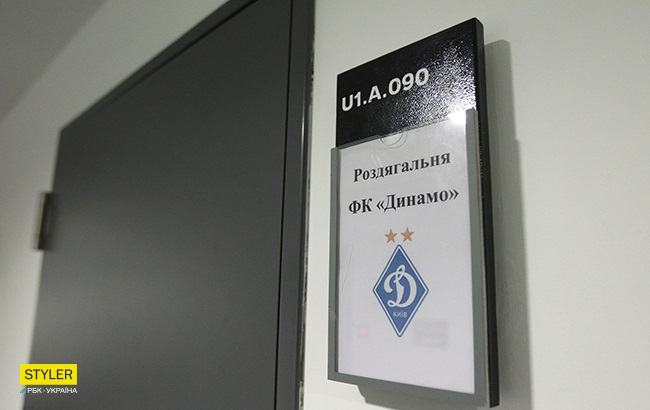 U1.A.090
Роздягальня
ФК «Динамо»
Д
КИЇВ
STYLER
РБК-УКРАЇНА